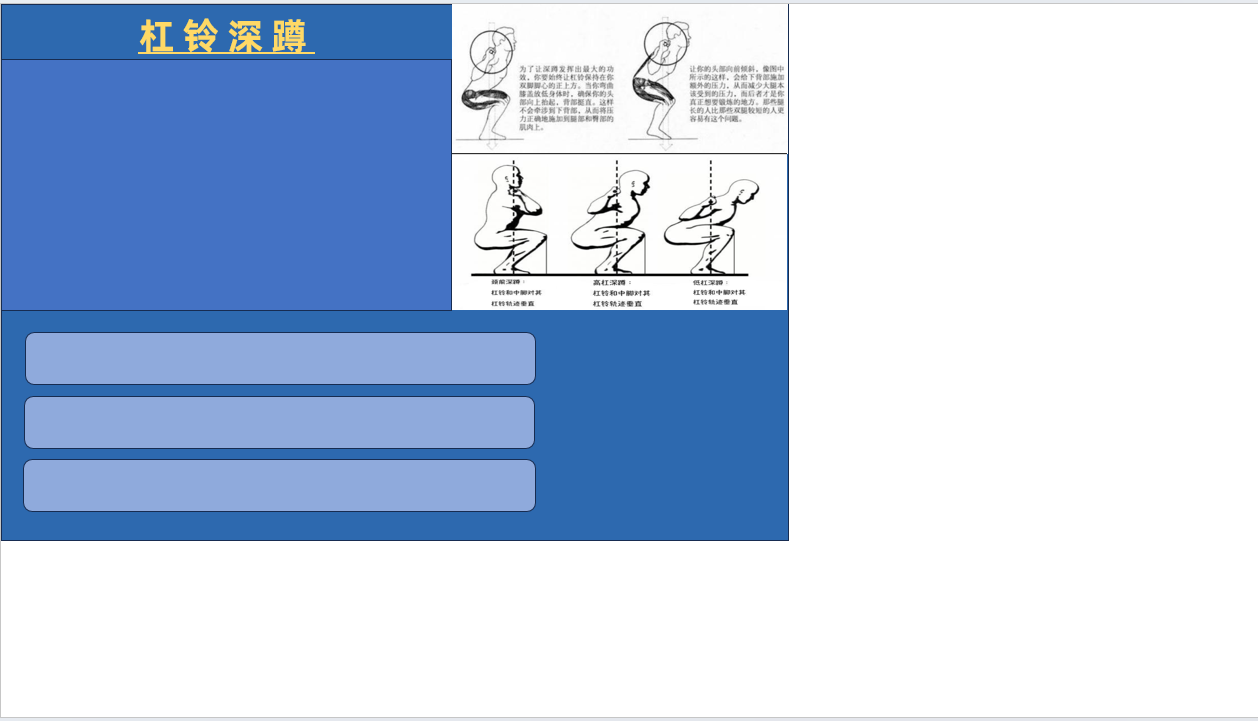 杠铃深蹲
为了让深蹲发挥出最大的功
效，你要始终让杠铃保持在你
双脚脚心的正上方。当你弯曲
膝盖放低身体时，确保你的头
部向上抬起，背部挺直。这样
不会牵涉到下背部，从而将压
力正确地施加到腿部和臀部的
肌肉上。
让你的头部向前倾斜，像图中
所示的这样，会给下背部施加
额外的压力，从而减少大腿本
该受到的压力，而后者才是你
真正想要锻炼的地方。那些腿
长的人比那些双腿较短的人更
容易有这个问题。
颈前深蹲：
杠铃和中脚对其
杠铃轨迹垂直
高杠深蹲：
杠铃和中脚对其
杠铃轨迹垂直
低杠深蹲：
杠铃和中脚对其
杠铃轨迹垂直